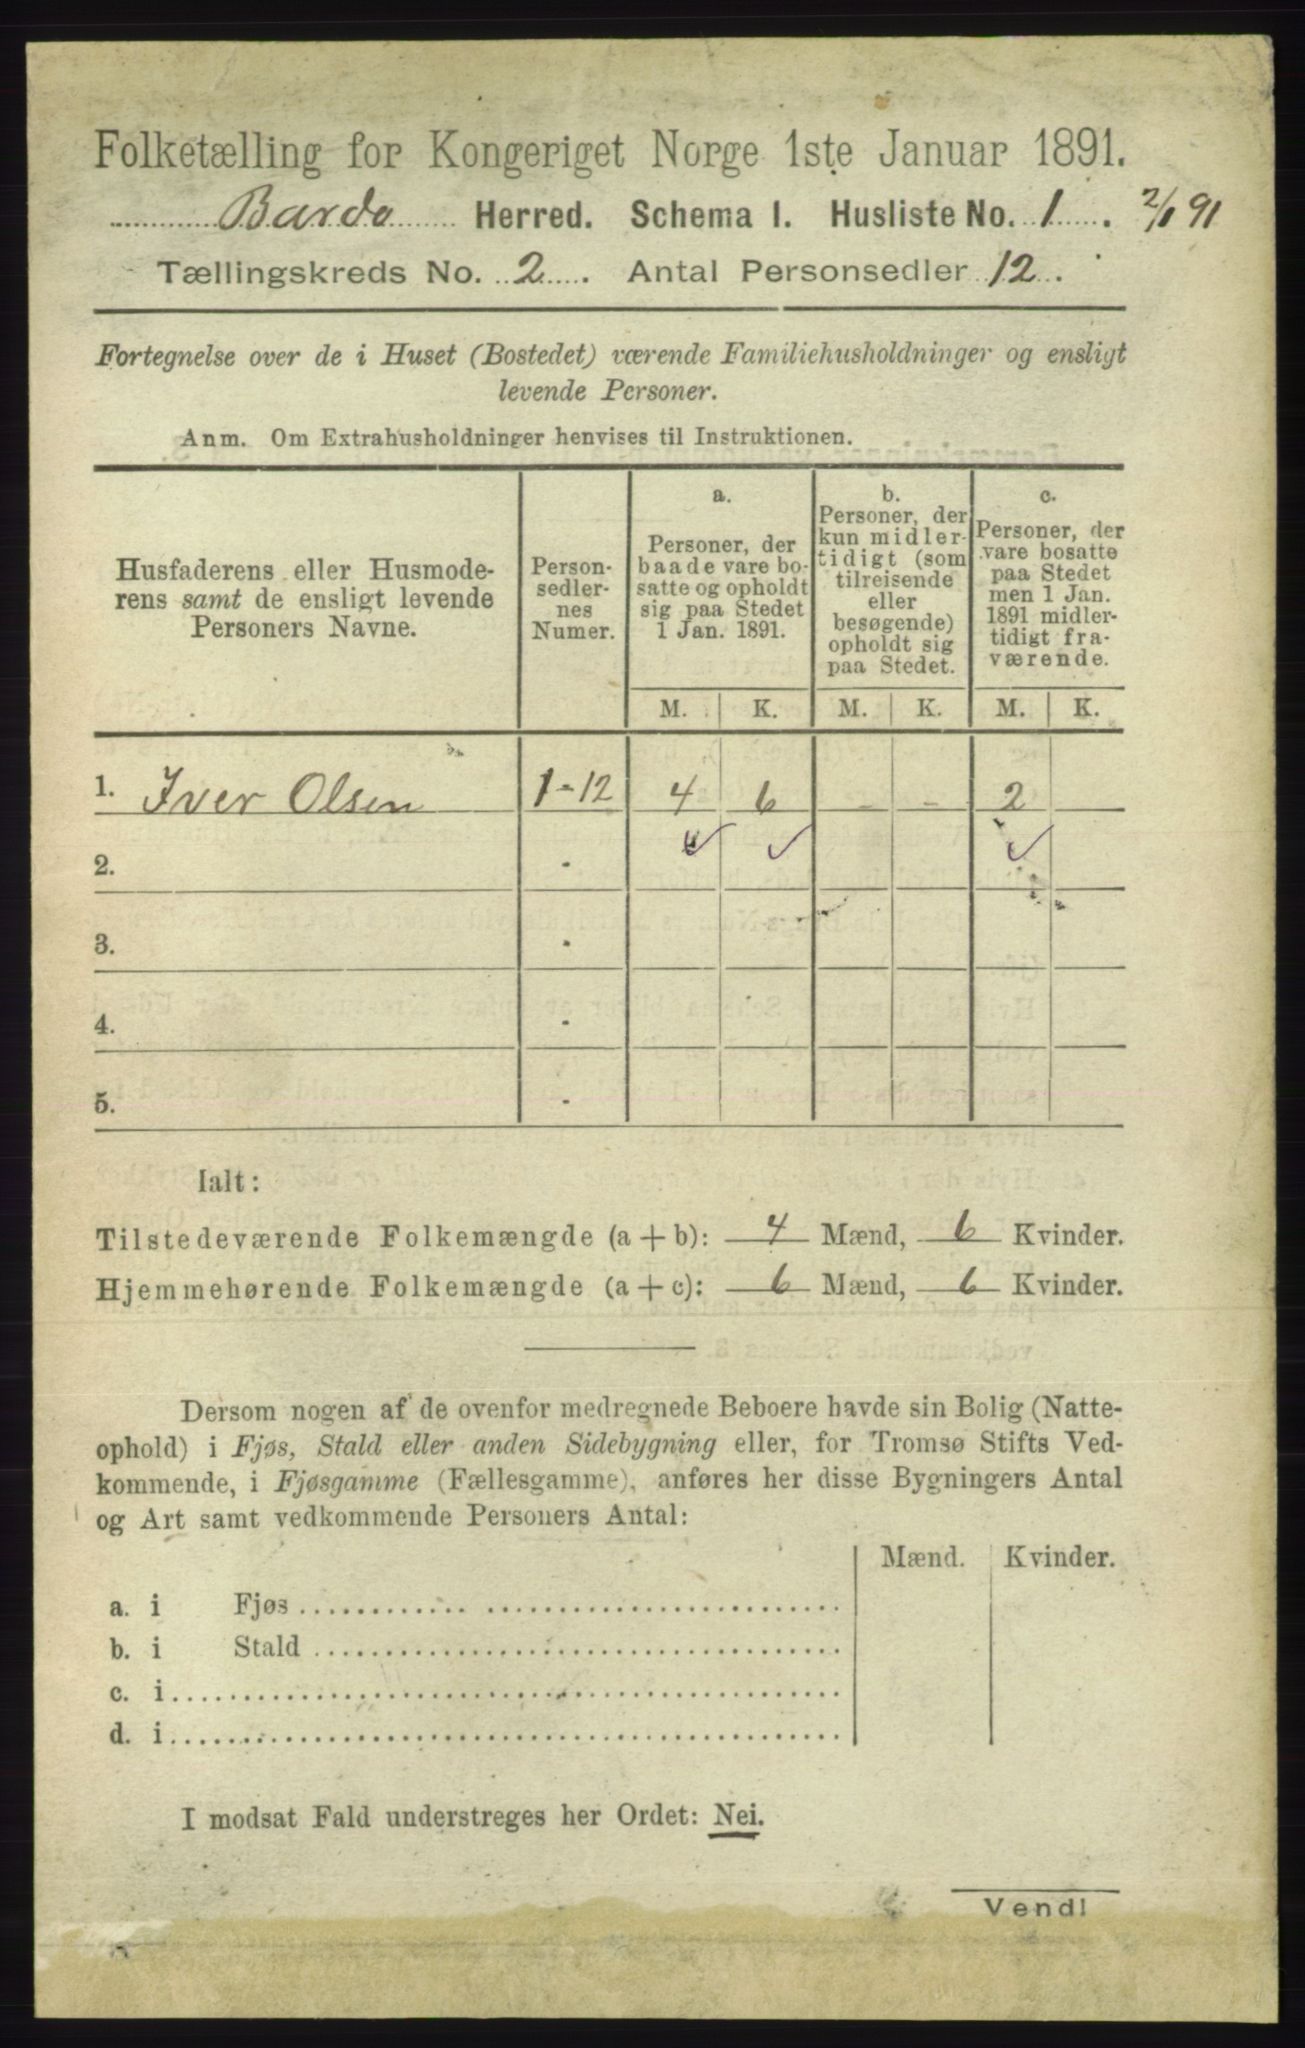 Folketælling for Kongeriget Norge 1ste Januar 1891.
Bardo Herred. Schema I. Husliste No. 1. 2/1 91
Tællingskreds No. 2. Antal Personsedler 12.
Fortegnelse over de i Huset (Bostedet) værende Familiehusholdninger og ensligt
levende Personer.
Anm. Om Extrahusholdninger henvises til Instruktionen.
Husfaderens eller Husmode-
rens samt de ensligt levende
Personers Navne.
Person-
sedler-
nes
Numer.
a.
Personer, der
baade vare bo-
satte og opholdt
sig paa Stedet
1 Jan. 1891.
b.
Personer, der
kun midler-
tidigt (som
tilreisende
eller
besøgende)
opholdt sig
paa Stedet.
c.
Personer, der
vare bosatte
paa Stedet
men 1 Jan.
1891 midler-
tidigt fra-
værende.
M. K. M. K. M. K.
1. Iver Olsen 1-12 4 6 - - 2
2. -
3. -
4. -
5. -
Ialt:
Tilstedeværende Folkemængde (a + b): 4 Mænd, 6 Kvinder.
Hjemmehørende Folkemængde (a + c): 6 Mænd, 6 Kvinder.
Dersom nogen af de ovenfor medregnede Beboere havde sin Bolig (Natte-
ophold) i Fjøs, Stald eller anden Sidebygning eller, for Tromsø Stifts Ved-
kommende, i Fjøsgamme (Fællesgamme), anføres her disse Bygningers Antal
og Art samt vedkommende Personers Antal:
Mænd. Kvinder.
a. i Fjøs
b. i Stald
c. i
d. i
I modsat Fald understreges her Ordet: Nei.
Vend!